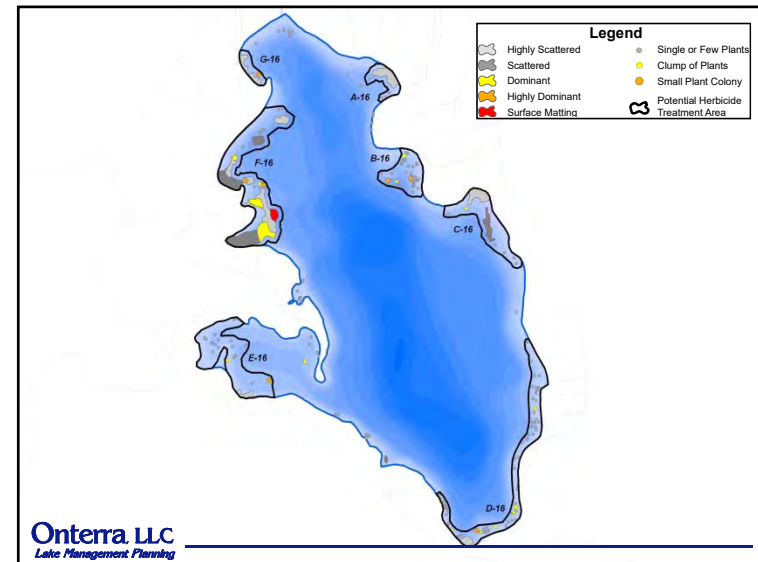 Legend
Highly Scattered
Scattered
Dominant
Highly Dominant
Surface Matting
Single or Few Plants
Clump of Plants
Small Plant Colony
Potential Herbicide
Treatment Area
G-16
A-16
F-16
B-16
C-16
E-16
D-16
Onterra LLC
Lake Management Planning